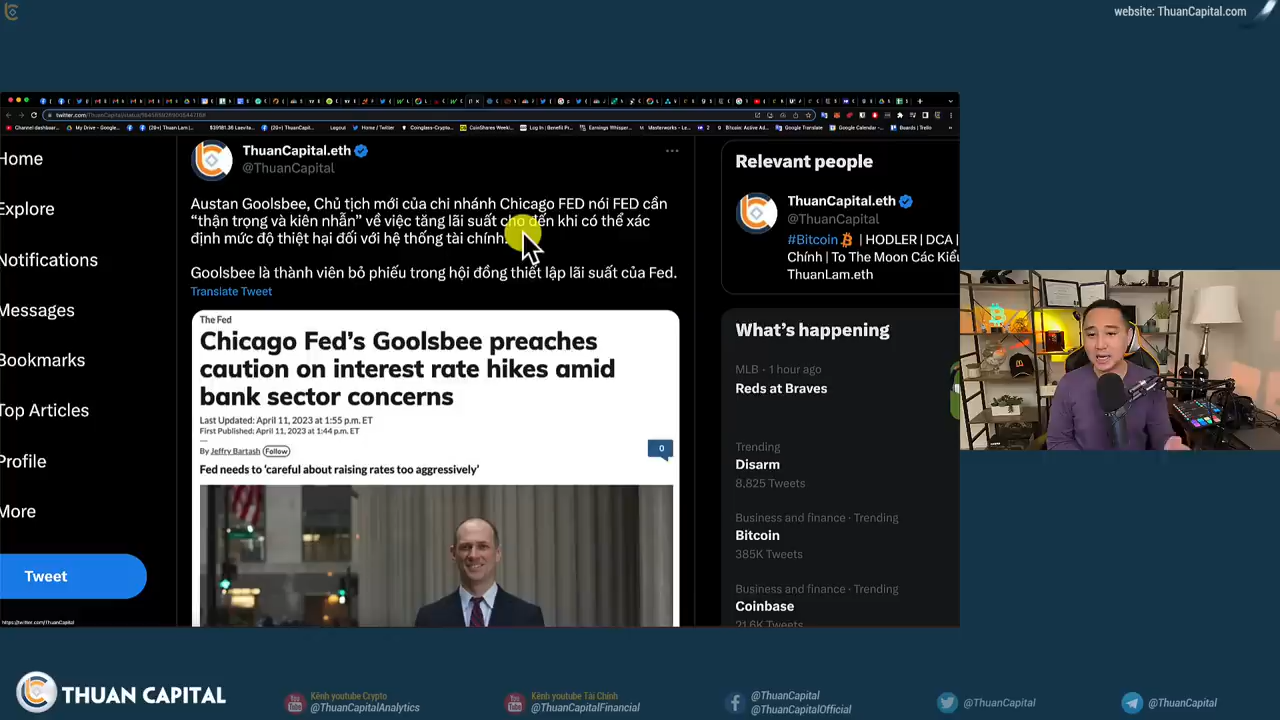 website: ThuanCapital.com
Home
Explore
Notifications
Messages
Bookmarks
Top Articles
Profile
More
Tweet
ThuanCapital.eth
@ThuanCapital
Austan Goolsbee, Chủ tịch mới của chi nhánh Chicago FED nói FED cần
“thận trọng và kiên nhẫn” về việc tăng lãi suất cho đến khi có thể xác
định mức độ thiệt hại đối với hệ thống tài chính.
Goolsbee là thành viên bỏ phiếu trong hội đồng thiết lập lãi suất của Fed.
Translate Tweet
The Fed
Chicago Fed’s Goolsbee preaches
caution on interest rate hikes amid
bank sector concerns
Last Updated: April 11, 2023 at 1:55 p.m. ET
First Published: April 11, 2023 at 1:44 p.m. ET
By Jeffry Bartash Follow
0
Fed needs to ‘careful about raising rates too aggressively’
Relevant people
ThuanCapital.eth
@ThuanCapital
#Bitcoin | HODLER | DCA |
Chính | To The Moon Các Kiểu
ThuanLam.eth
What’s happening
MLB · 1 hour ago
Reds at Braves
Trending
Disarm
8,825 Tweets
Business and finance · Trending
Bitcoin
385K Tweets
Business and finance · Trending
Coinbase
21.6K Tweets
https://twitter.com/ThuanCapital
THUAN CAPITAL
Kênh youtube Crypto
@ThuanCapitalAnalytics
Kênh youtube Tài Chính
@ThuanCapitalFinancial
@ThuanCapital
@ThuanCapitalOfficial
@ThuanCapital
@ThuanCapital